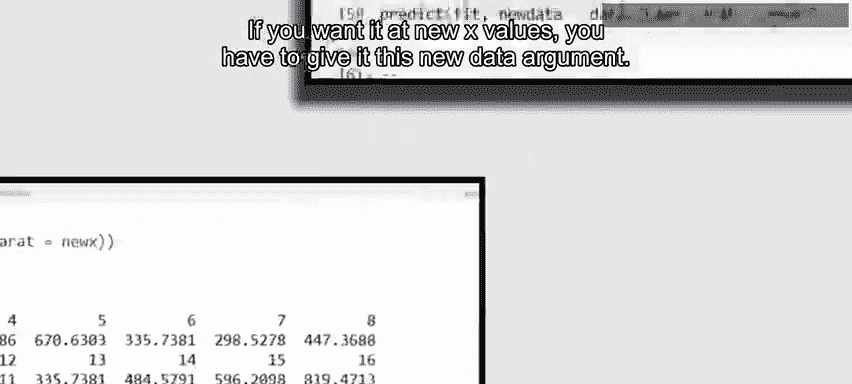 predict(fit, newdata
If you want it at new x values, you
have to give it this new data argument.
arat = newx))
4 5 6 7 8
86 670.6303 335.7381 298.5278 447.3688
12 13 14 15 16
11 335.7381 484.5791 596.2098 819.4713